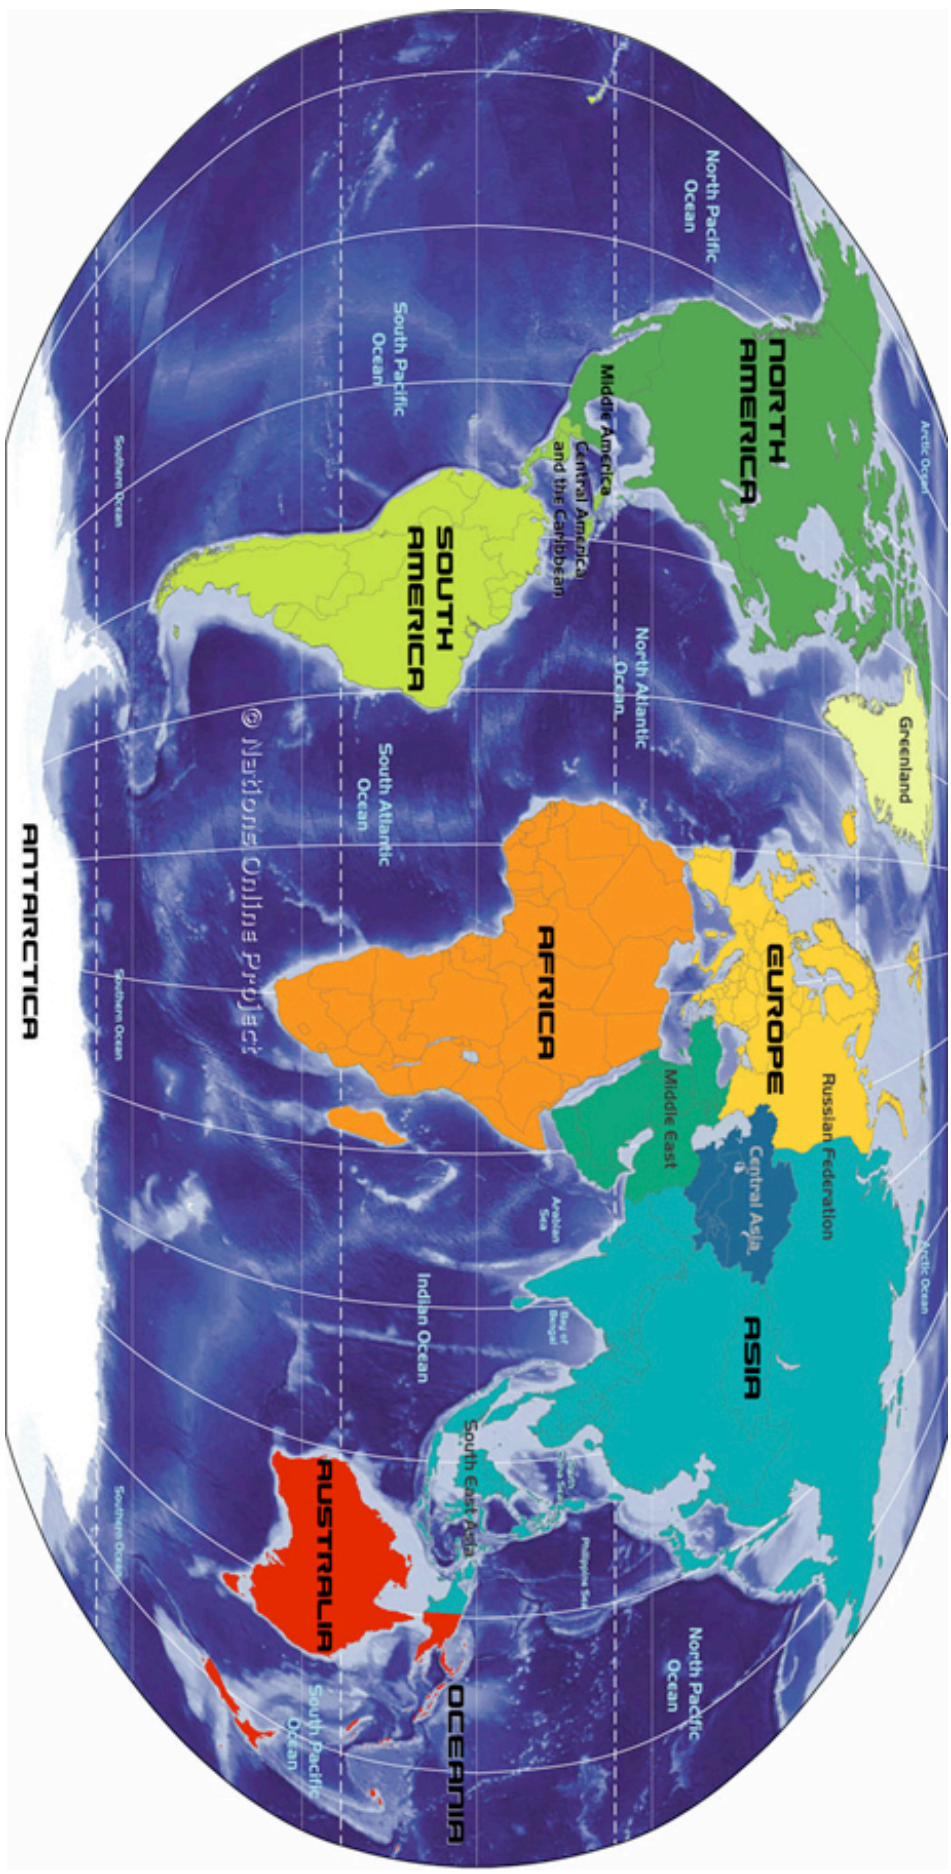 Arctic Ocean
Arctic Ocean
Greenland
North Pacific
Ocean
NORTH
AMERICA
EUROPE
Russian Federation
Central Asia
ASIA
North Pacific
Ocean
Middle America
Central America
and the Caribbean
North Atlantic
Ocean
Middle East
AFRICA
Arabian
Sea
Bay of
Bengal
South
China Sea
Philippine Sea
South East Asia
OCEANIA
South Pacific
Ocean
SOUTH
AMERICA
South Atlantic
Ocean
Indian Ocean
AUSTRALIA
South Pacific
Ocean
© Nations Online Project
Southern Ocean
Southern Ocean
Southern Ocean
ANTARCTICA